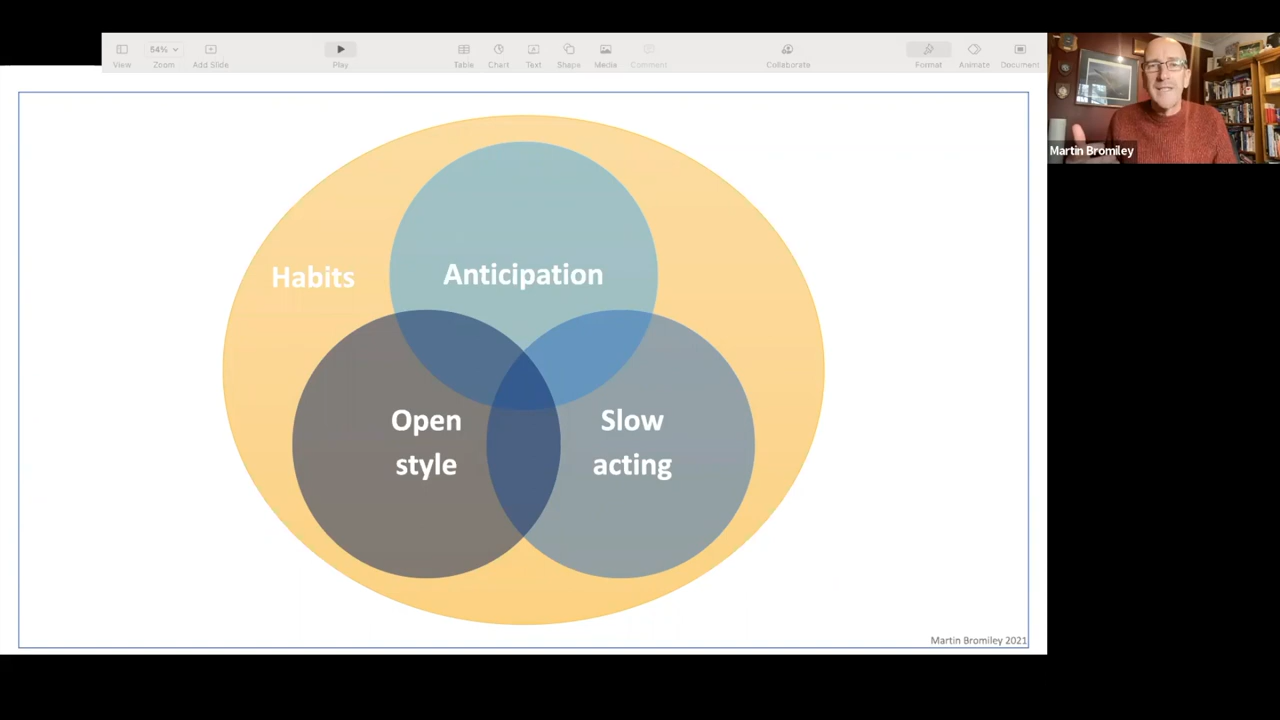 View
54%
Zoom
Add Slide
Play
Table
Chart
Text
Shape
Media
Comment
Collaborate
Format
Animate
Document
Martin Bromiley
Habits
Anticipation
Open
style
Slow
acting
Martin Bromiley 2021